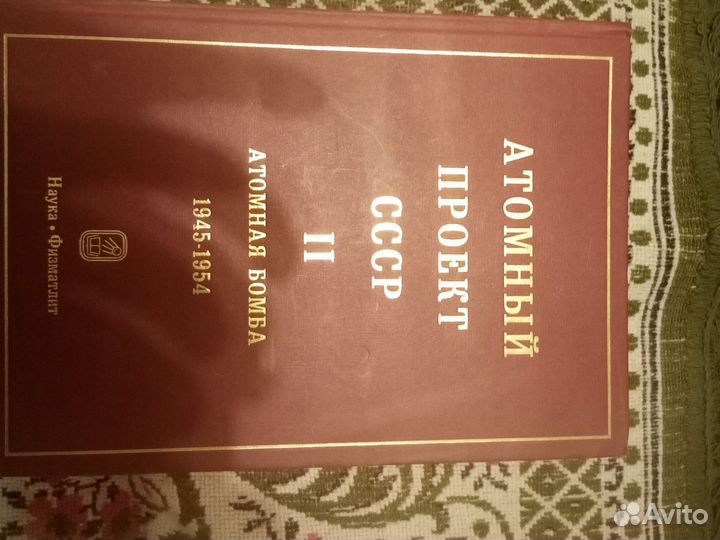 АТОМНЫЙ
ПРОЕКТ
СССР
II
АТОМНАЯ БОМБА
1945-1954
Наука • Физматлит
Avito